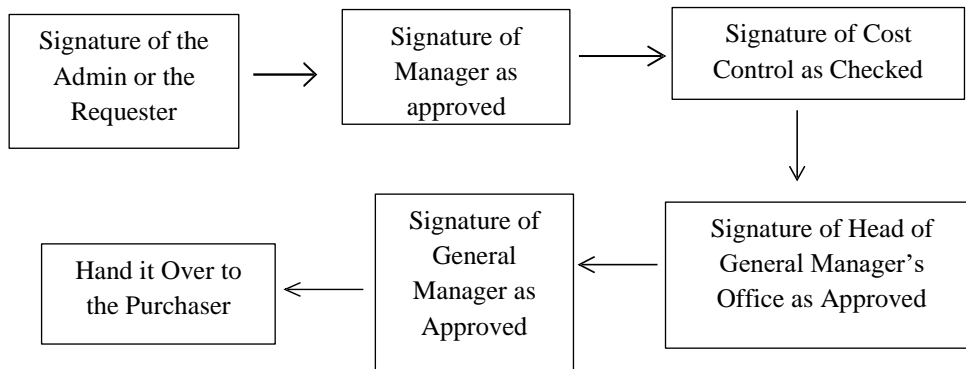 Signature of the
Admin or the
Requester
Signature of
Manager as
approved
Signature of Cost
Control as Checked
Signature of Head of
General Manager’s
Office as Approved
Signature of
General
Manager as
Approved
Hand it Over to
the Purchaser